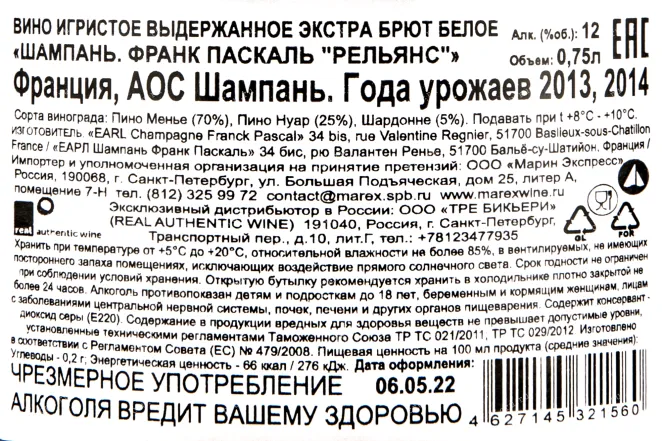 ВИНО ИГРИСТОЕ ВЫДЕРЖАННОЕ ЭКСТРА БРЮТ БЕЛОЕ
«ШАМПАНЬ. ФРАНК ПАСКАЛЬ "РЕЛЬЯНС"»
Алк. (%об.): 12
Объем: 0,75л
EAC
Франция, АОС Шампань. Года урожаев 2013, 2014
Сорта винограда: Пино Менье (70%), Пино Нуар (25%), Шардонне (5%). Подавать при t +8°C - +10°C.
изготовитель: «EARL Champagne Franck Pascal» 34 bis, rue Valentine Regnier, 51700 Baslieux-sous-Chatillon
France / «ЕАРЛ Шампань Франк Паскаль» 34 бис, рю Валантен Ренье, 51700 Бальё-су-Шатийон, Франция /
Импортер и уполномоченная организация на принятие претензий: ООО «Марин Экспресс»,
Россия, 190068, г. Санкт-Петербург, ул. Большая Подъяческая, дом 25, литер А,
помещение 7-Н тел. (812) 325 99 72 contact@marex.spb.ru www.marexwine.ru
Эксклюзивный дистрибьютор в России: ООО «ТРЕ БИКЬЕРИ»
(REAL AUTHENTIC WINE) 191040, Россия, г. Санкт-Петербург,
real authentic wine
Транспортный пер., д.10, лит.Г, тел.: +78123477935
GL
FOR
Хранить при температуре от +5°C до +20°C, относительной влажности не более 85%, в вентилируемых, не имеющих
постороннего запаха помещениях, исключающих воздействие прямого солнечного света. Срок годности не ограничен
при соблюдении условий хранения. Открытую бутылку рекомендуется хранить в холодильнике плотно закрытой не
более 24 часов. Алкоголь противопоказан детям и подросткам до 18 лет, беременным и кормящим женщинам, лицам
с заболеваниями центральной нервной системы, почек, печени и других органов пищеварения. Содержит консервант -
диоксид серы (Е220). Содержание в продукции вредных для здоровья веществ не превышает допустимые уровни,
установленные техническими регламентами Таможенного Союза ТР ТС 021/2011, ТР ТС 029/2012 Изготовлено
в соответствии с Регламентом Совета (ЕС) № 479/2008. Пищевая ценность на 100 мл продукта (средние значения):
Углеводы - 0,2 г; Энергетическая ценность - 66 ккал / 276 кДж. Дата оформления:
ЧРЕЗМЕРНОЕ УПОТРЕБЛЕНИЕ 06.05.22
АЛКОГОЛЯ ВРЕДИТ ВАШЕМУ ЗДОРОВЬЮ
4 627145 321560